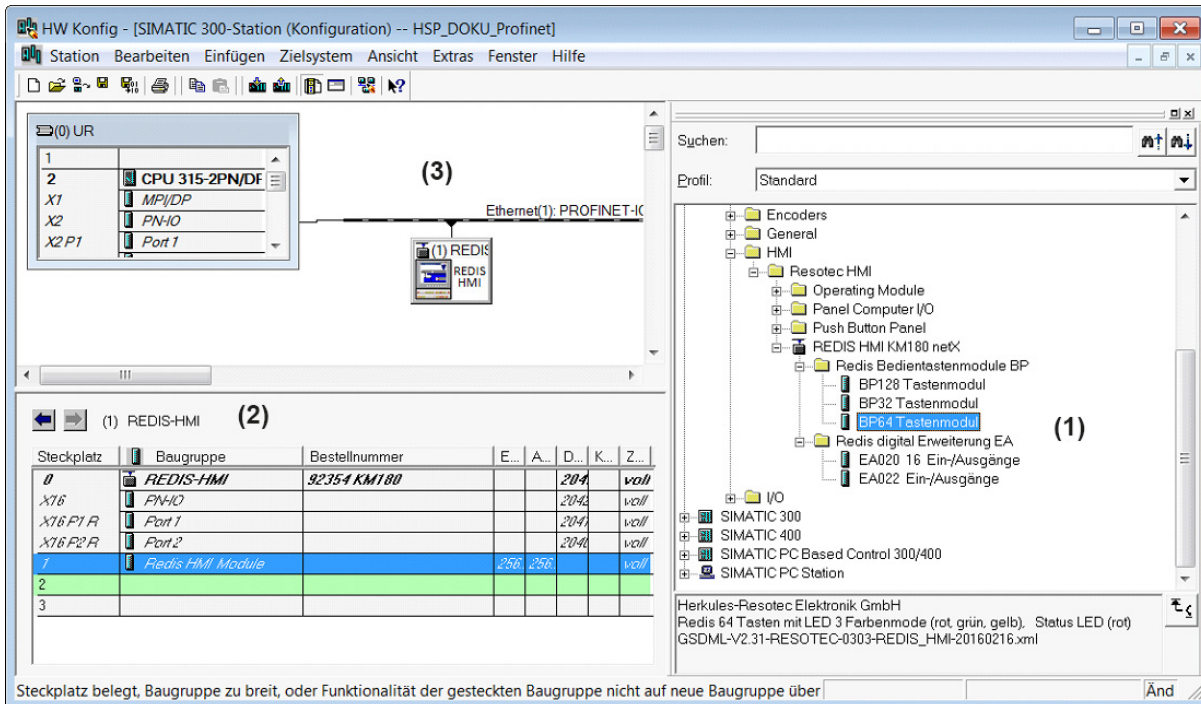 HW Konfig - [SIMATIC 300-Station (Konfiguration) -- HSP_DOKU_Profinet]
Station Bearbeiten Einfügen Zielsystem Ansicht Extras Fenster Hilfe
(0) UR
1
2 CPU 315-2PN/DP
X1 MPI/DP
X2 PN-IO
X2 P1 Port 1
(3)
Ethernet(1): PROFINET-IO
(1) REDIS
REDIS
HMI
(1) REDIS-HMI
(2)
Steckplatz Baugruppe Bestellnummer E... A... D... K... Z...
0 REDIS-HMI 92354 KM180 204 voll
X16 PN-IO 2042 voll
X16 P1 R Port 1 2041 voll
X16 P2 R Port 2 2040 voll
1 Redis HMI Module 256. 256. voll
2
3
Suchen:
Profil: Standard
Encoders
General
HMI
Resotec HMI
Operating Module
Panel Computer I/O
Push Button Panel
REDIS HMI KM180 netX
Redis Bedientastenmodule BP
BP128 Tastenmodul
BP32 Tastenmodul
BP64 Tastenmodul
(1)
Redis digital Erweiterung EA
EA020 16 Ein-/Ausgänge
EA022 Ein-/Ausgänge
I/O
SIMATIC 300
SIMATIC 400
SIMATIC PC Based Control 300/400
SIMATIC PC Station
Herkules-Resotec Elektronik GmbH
Redis 64 Tasten mit LED 3 Farbenmode (rot, grün, gelb), Status LED (rot)
GSDML-V2.31-RESOTEC-0303-REDIS_HMI-20160216.xml
Steckplatz belegt, Baugruppe zu breit, oder Funktionalität der gesteckten Baugruppe nicht auf neue Baugruppe über
Änd